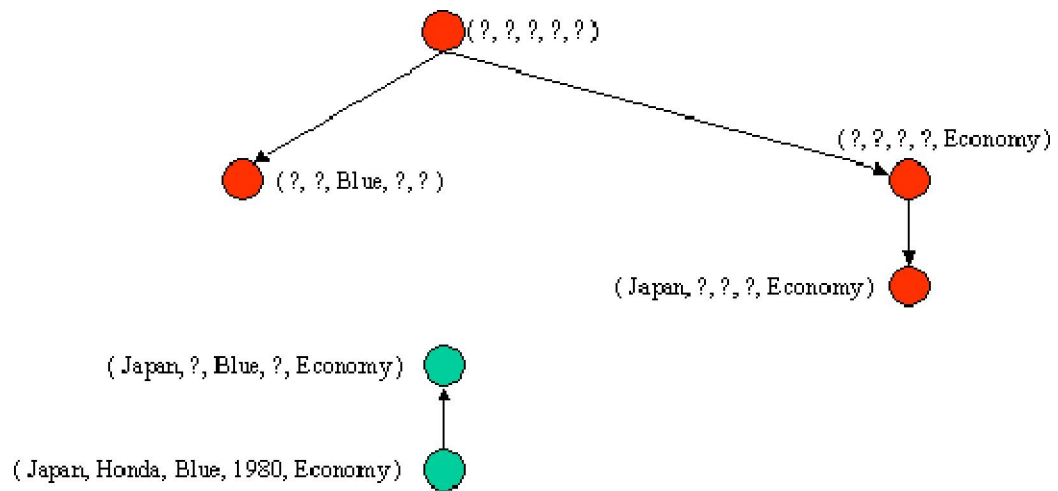 ( ?, ?, ?, ?, ? )
( ?, ?, ?, ?, Economy )
( ?, ?, Blue, ?, ? )
( Japan, ?, ?, ?, Economy )
( Japan, ?, Blue, ?, Economy )
( Japan, Honda, Blue, 1980, Economy )